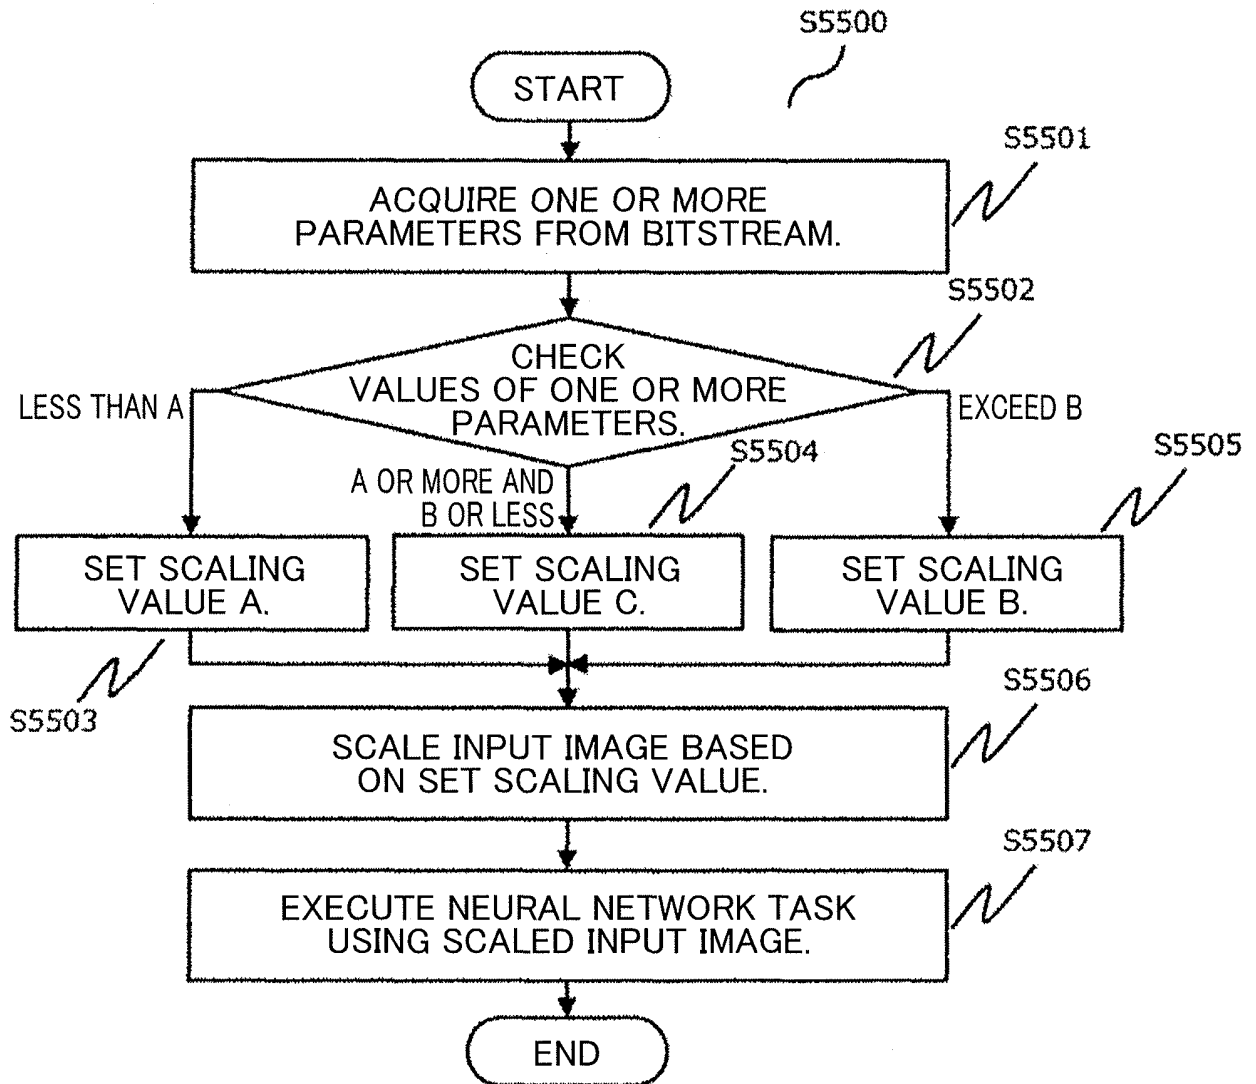 S5500
START
S5501
ACQUIRE ONE OR MORE
PARAMETERS FROM BITSTREAM.
S5502
CHECK
VALUES OF ONE OR MORE
PARAMETERS.
LESS THAN A
EXCEED B
S5504
A OR MORE AND
B OR LESS
S5505
SET SCALING
VALUE A.
SET SCALING
VALUE C.
SET SCALING
VALUE B.
S5503
S5506
SCALE INPUT IMAGE BASED
ON SET SCALING VALUE.
S5507
EXECUTE NEURAL NETWORK TASK
USING SCALED INPUT IMAGE.
END